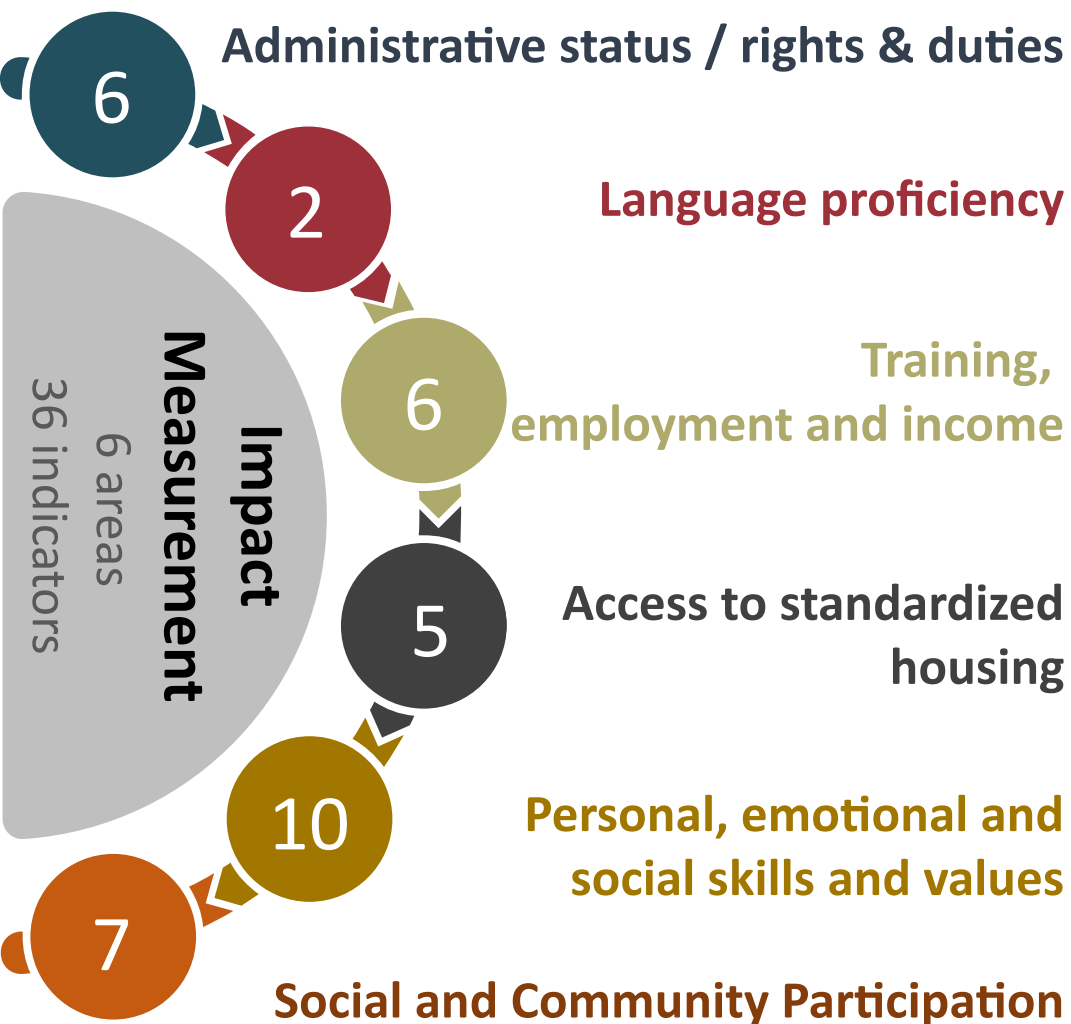 6
Administrative status / rights & duties
2
Language proficiency
6
Training,
employment and income
5
Access to standardized
housing
10
Personal, emotional and
social skills and values
7
Social and Community Participation
Impact
Measurement
6 areas
36 indicators